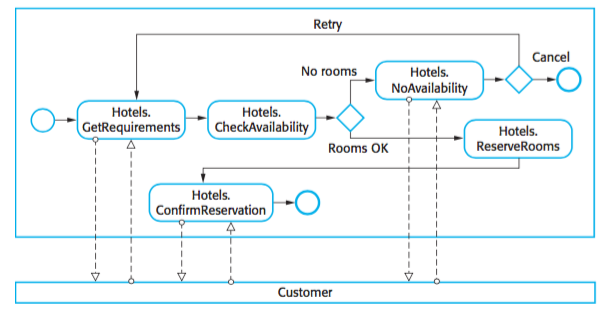 Retry
Cancel
No rooms
Hotels.
NoAvailability
Hotels.
GetRequirements
Hotels.
CheckAvailability
Rooms OK
Hotels.
ReserveRooms
Hotels.
ConfirmReservation
Customer